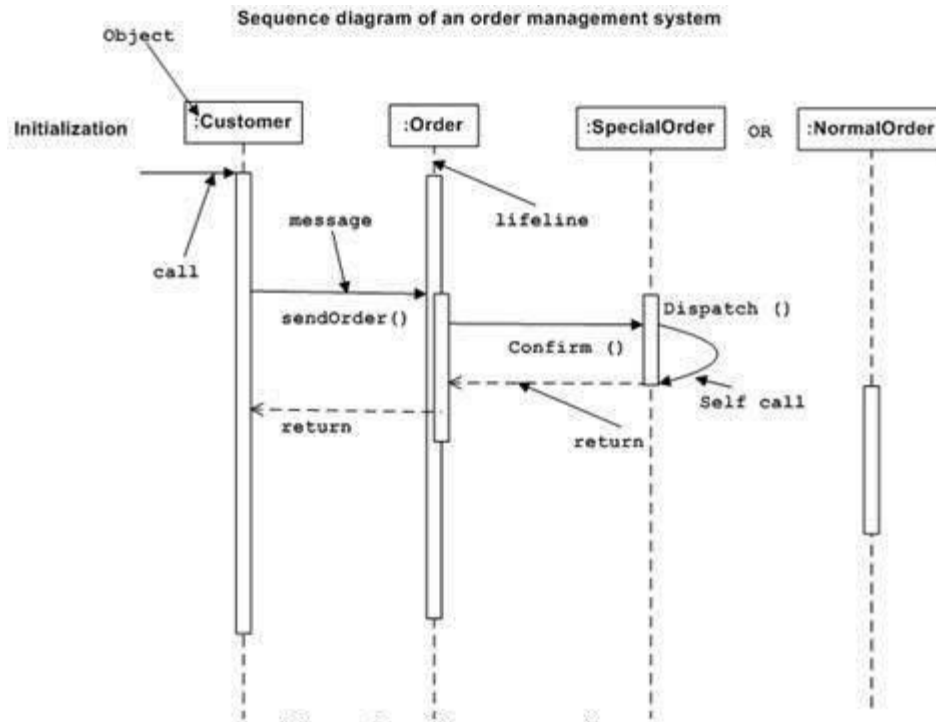 Sequence diagram of an order management system
Object
Initialization
:Customer
:Order
:SpecialOrder
OR
:NormalOrder
lifeline
message
call
sendOrder()
Dispatch ()
Confirm ()
Self call
return
return